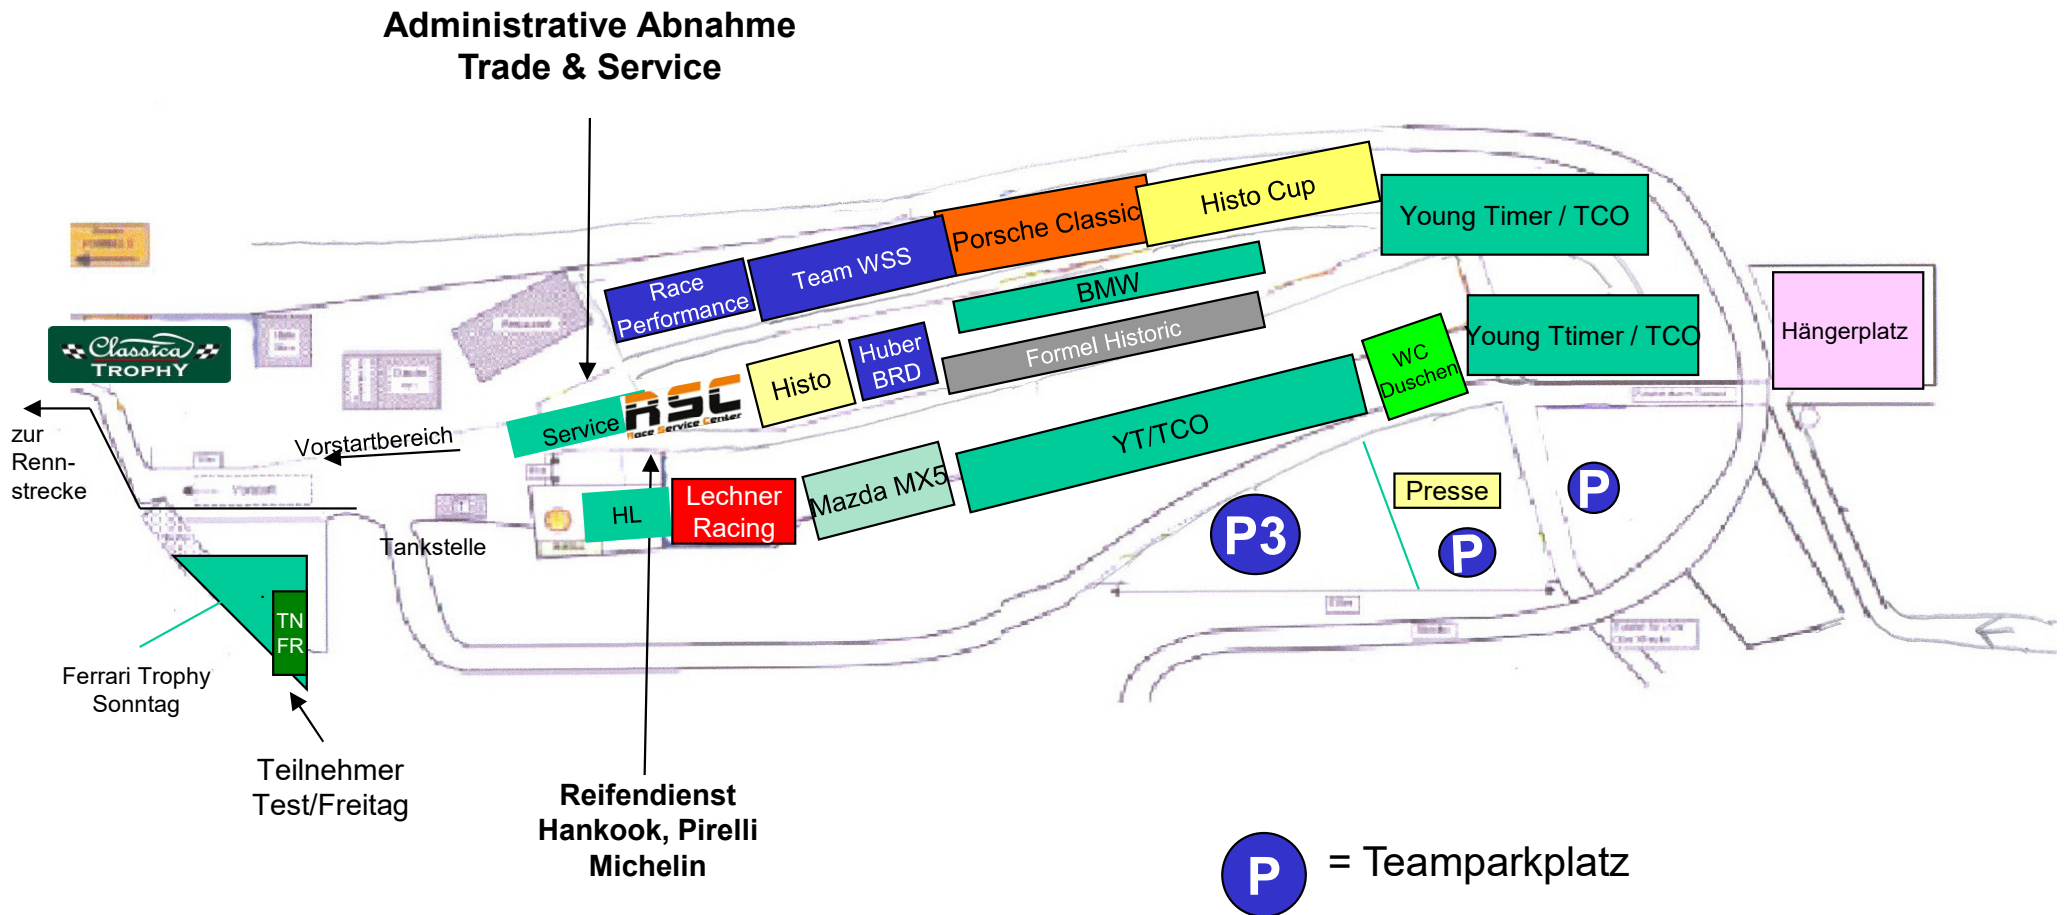 Administrative Abnahme
Trade & Service
Race
Performance
Team WSS
Porsche Classic
Histo Cup
Young Timer / TCO
BMW
Formel Historic
Young Ttimer / TCO
Hängerplatz
Classica
TROPHY
Histo
Huber
BRD
WC
Duschen
Service
RSC
Race Service Center
YT/TCO
Vorstartbereich
zur
Renn-
strecke
Mazda MX5
Lechner
Racing
HL
Tankstelle
Presse
P
P3
P
TN
FR
Ferrari Trophy
Sonntag
Teilnehmer
Test/Freitag
Reifendienst
Hankook, Pirelli
Michelin
P
= Teamparkplatz